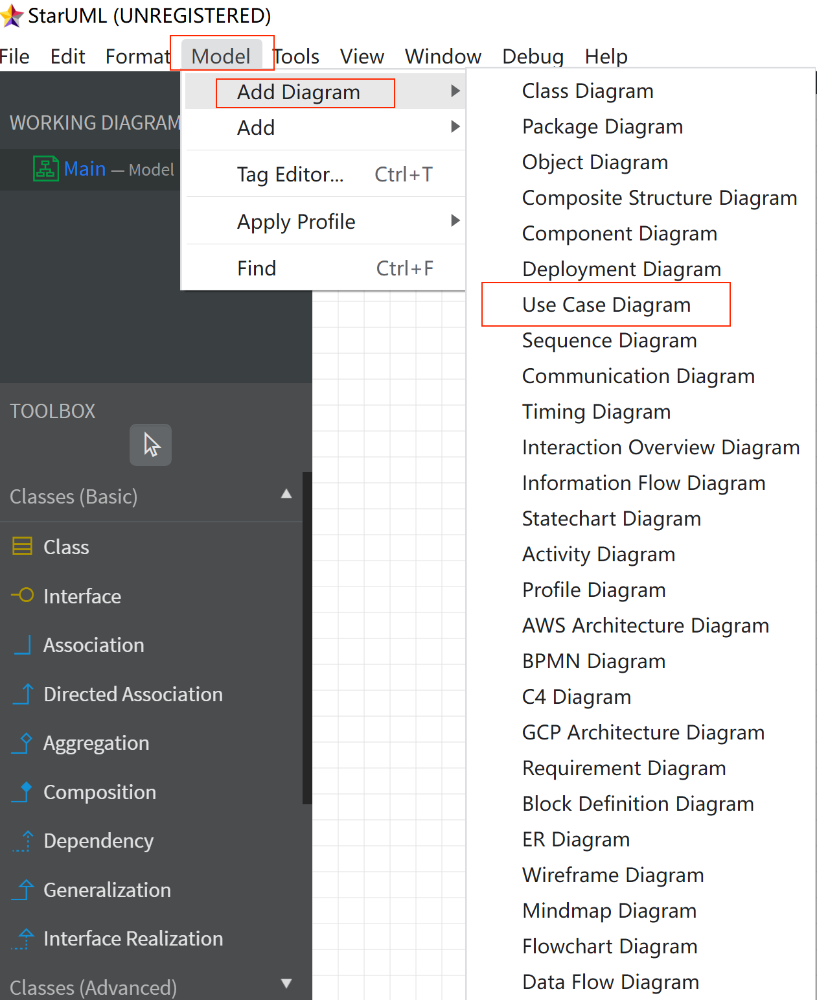 StarUML (UNREGISTERED)
File Edit Format Model Tools View Window Debug Help
WORKING DIAGRAM
Main — Model
Add Diagram
Add
Tag Editor... Ctrl+T
Apply Profile
Find Ctrl+F
Class Diagram
Package Diagram
Object Diagram
Composite Structure Diagram
Component Diagram
Deployment Diagram
Use Case Diagram
Sequence Diagram
Communication Diagram
Timing Diagram
Interaction Overview Diagram
Information Flow Diagram
Statechart Diagram
Activity Diagram
Profile Diagram
AWS Architecture Diagram
BPMN Diagram
C4 Diagram
GCP Architecture Diagram
Requirement Diagram
Block Definition Diagram
ER Diagram
Wireframe Diagram
Mindmap Diagram
Flowchart Diagram
Data Flow Diagram
TOOLBOX
Classes (Basic)
Class
Interface
Association
Directed Association
Aggregation
Composition
Dependency
Generalization
Interface Realization
Classes (Advanced)